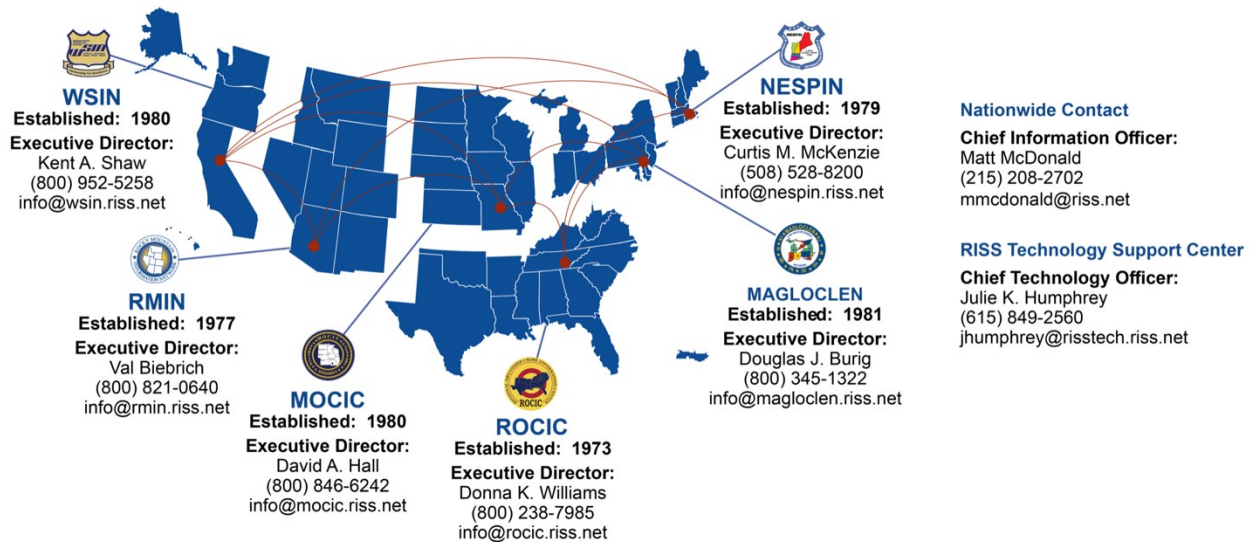 WSIN
WSIN
Established: 1980
Executive Director:
Kent A. Shaw
(800) 952-5258
info@wsin.riss.net
RMIN
Established: 1977
Executive Director:
Val Biebrich
(800) 821-0640
info@rmin.riss.net
MOCIC
Established: 1980
Executive Director:
David A. Hall
(800) 846-6242
info@mocic.riss.net
ROCIC
ROCIC
Established: 1973
Executive Director:
Donna K. Williams
(800) 238-7985
info@rocic.riss.net
NESPIN
NESPIN
Established: 1979
Executive Director:
Curtis M. McKenzie
(508) 528-8200
info@nespin.riss.net
MAGLOCLEN
MAGLOCLEN
Established: 1981
Executive Director:
Douglas J. Burig
(800) 345-1322
info@magloclen.riss.net
Nationwide Contact
Chief Information Officer:
Matt McDonald
(215) 208-2702
mmcdonald@riss.net
RISS Technology Support Center
Chief Technology Officer:
Julie K. Humphrey
(615) 849-2560
jhumphrey@risstech.riss.net